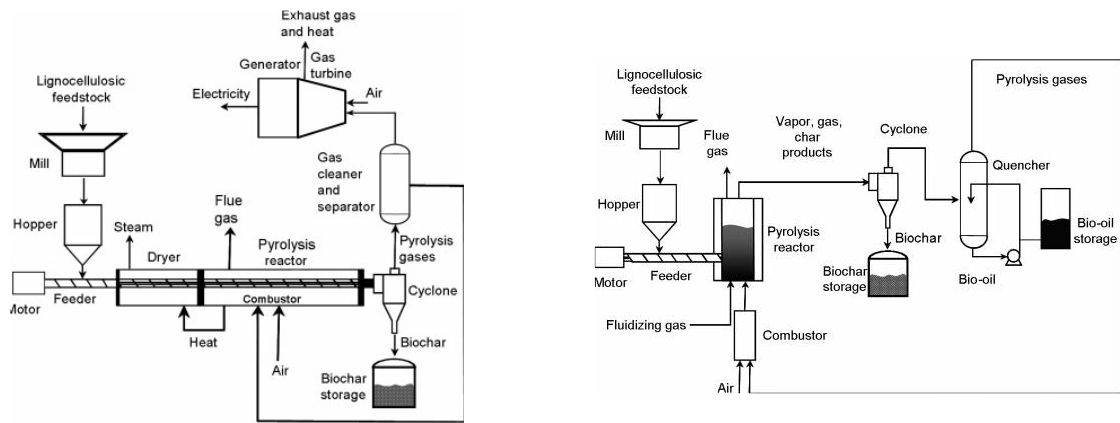 Exhaust gas
and heat
Generator
Gas
turbine
Lignocellulosic
feedstock
Electricity
Air
Mill
Gas
cleaner
and
separator
Hopper
Flue
gas
Steam
Dryer
Pyrolysis
reactor
Pyrolysis
gases
Feeder
Combustor
Cyclone
Heat
Air
Biochar
Biochar
storage
Lignocellulosic
feedstock
Mill
Flue
gas
Vapor, gas,
char
products
Cyclone
Pyrolysis gases
Quencher
Hopper
Pyrolysis
reactor
Bio-oil
storage
Biochar
Motor
Feeder
Biochar
storage
Bio-oil
Fluidizing gas
Combustor
Air